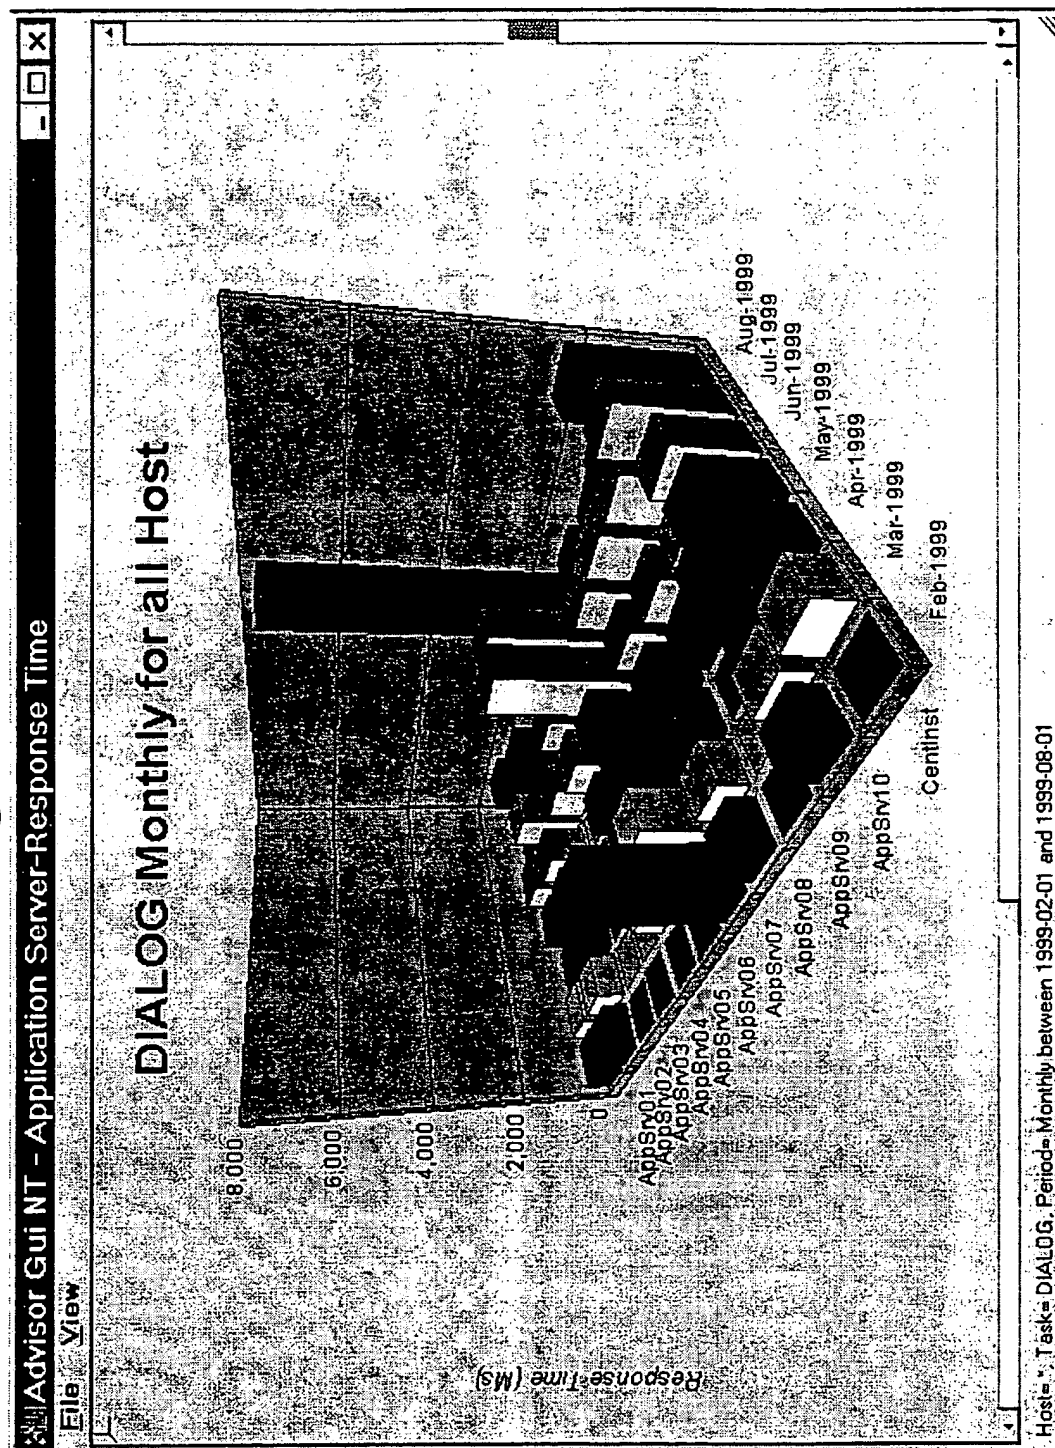 Advisor Gui NT - Application Server-Response Time
File View
DIALOG Monthly for all Host
8,000
6,000
4,000
2,000
0
Response Time (Ms)
AppSrv01
AppSrv02
AppSrv03
AppSrv04
AppSrv05
AppSrv06
AppSrv07
AppSrv08
AppSrv09
AppSrv10
CentInst
Feb-1999
Mar-1999
Apr-1999
May-1999
Jun-1999
Jul-1999
Aug-1999
Host= *, Task= DIALOG, Period= Monthly between 1999-02-01 and 1999-08-01